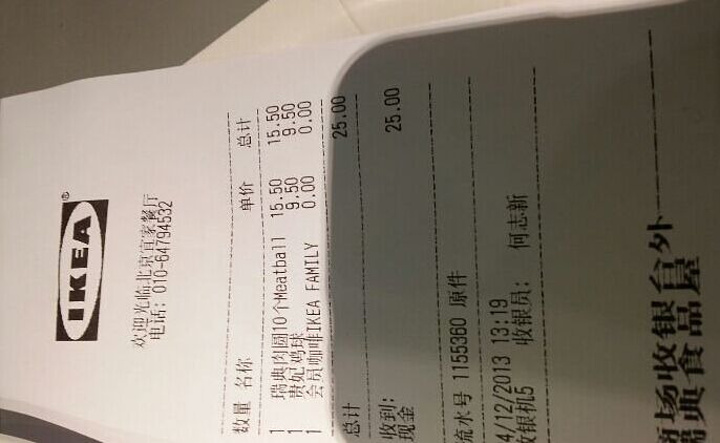 IKEA®
欢迎光临北京宜家餐厅
电话: 010-64794532
数量 名称 单价 总计
1 瑞典肉圆10个Meatball 15.50 15.50
1 贵妃鸡球 9.50 9.50
1 会员咖啡IKEA FAMILY 0.00 0.00
总计 25.00
收到:
现金 25.00
流水号 1155360 原件
4/12/2013 13:19
收银机5 收银员: 何志新
商场收银台外
瑞典食品屋